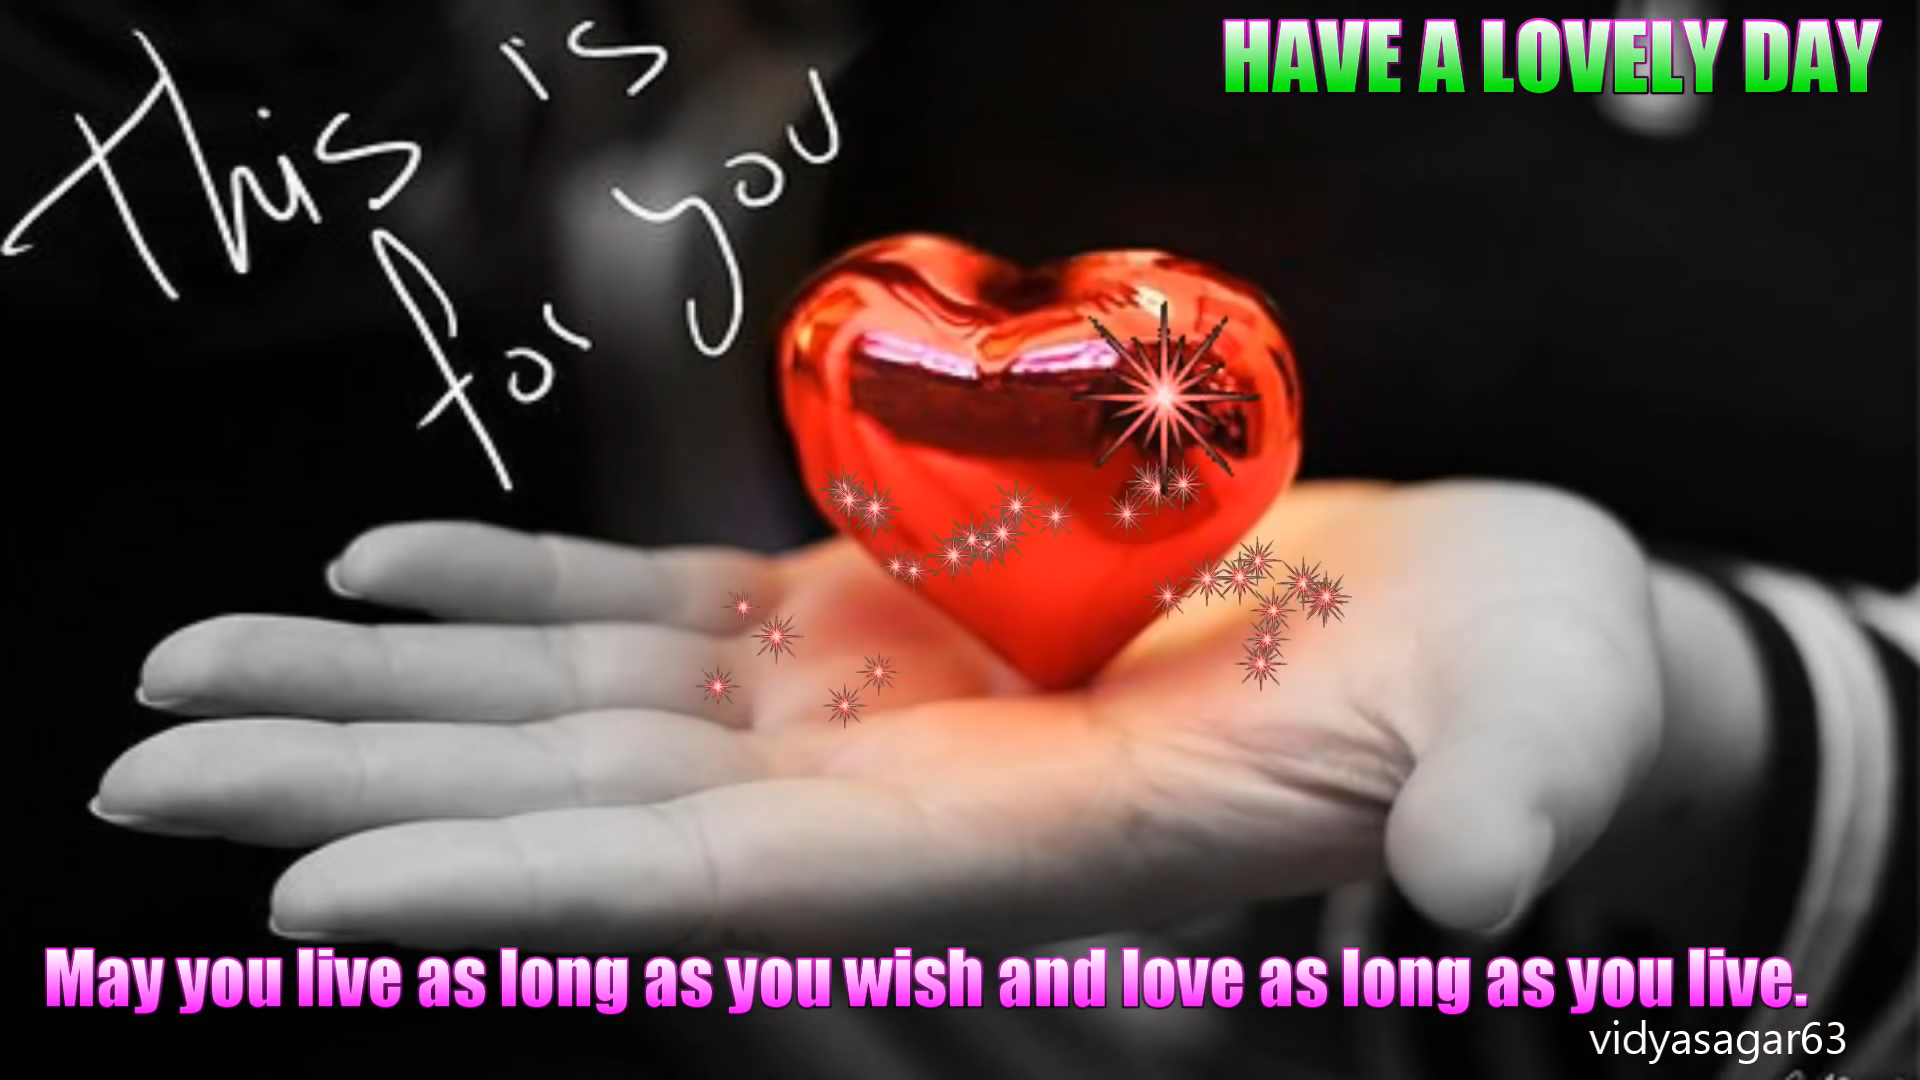 HAVE A LOVELY DAY
This is
for you
May you live as long as you wish and love as long as you live.
vidyasagar63